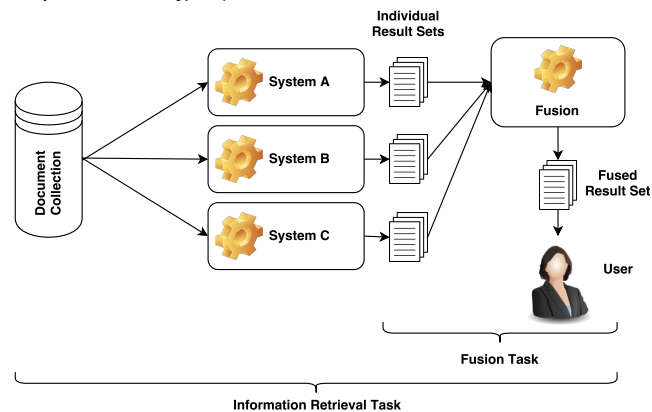 Individual
Result Sets
System A
Fusion
Document
Collection
System B
Fused
Result Set
System C
User
Fusion Task
Information Retrieval Task